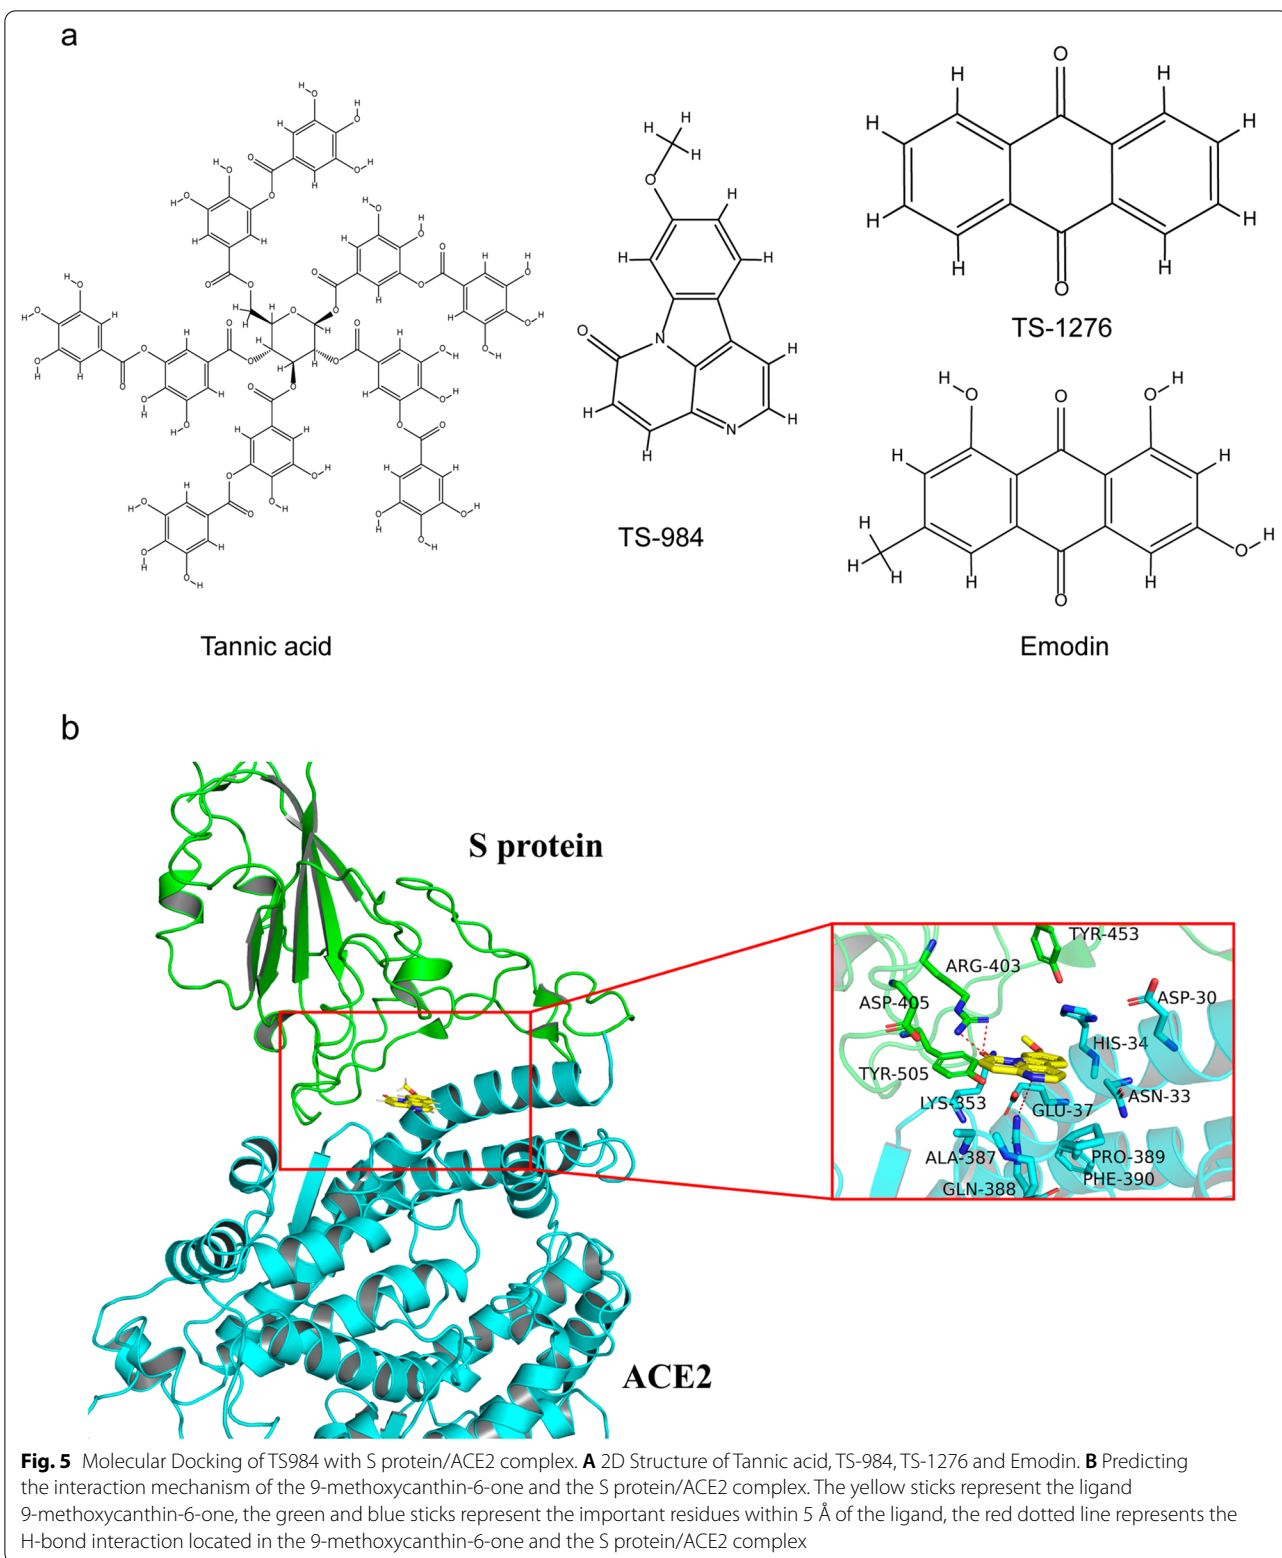 a
Tannic acid
TS-984
TS-1276
Emodin
b
S protein
ACE2
TYR-453
ARG-403
ASP-405
ASP-30
HIS-34
TYR-505
LYS-353
GLU-37
ASN-33
ALA-387
PRO-389
PHE-390
GLN-388
Fig. 5 Molecular Docking of TS984 with S protein/ACE2 complex. A 2D Structure of Tannic acid, TS-984, TS-1276 and Emodin. B Predicting
the interaction mechanism of the 9-methoxycanthin-6-one and the S protein/ACE2 complex. The yellow sticks represent the ligand
9-methoxycanthin-6-one, the green and blue sticks represent the important residues within 5 Å of the ligand, the red dotted line represents the
H-bond interaction located in the 9-methoxycanthin-6-one and the S protein/ACE2 complex